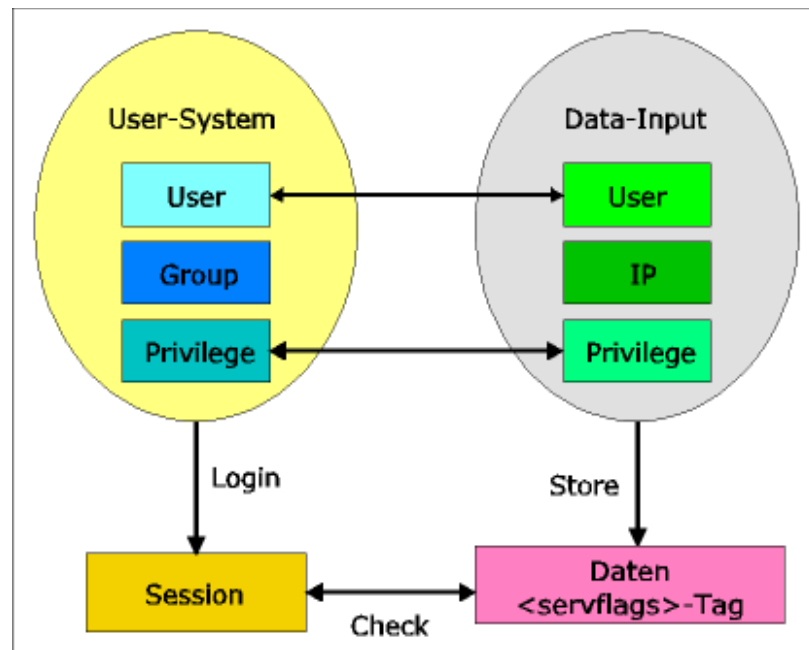 User-System
Data-Input
User
User
Group
IP
Privilege
Privilege
Login
Store
Session
Daten
<servflags>-Tag
Check